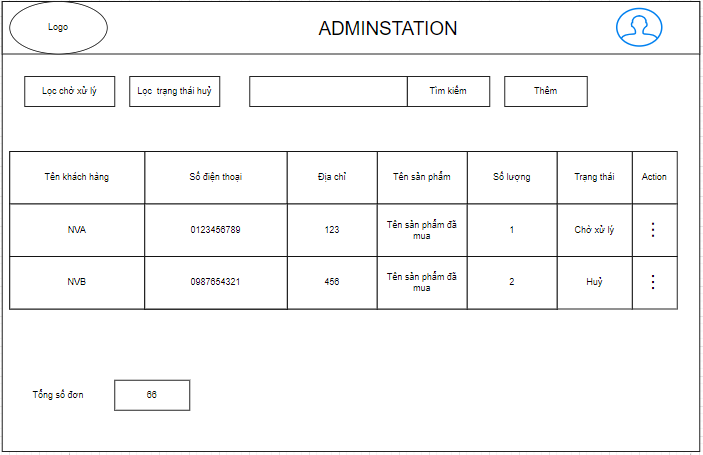 Logo
ADMINSTATION
Lọc chờ xử lý
Lọc trạng thái huỷ
Tìm kiếm
Thêm
Tên khách hàng
Số điện thoại
Địa chỉ
Tên sản phẩm
Số lượng
Trạng thái
Action
NVA
0123456789
123
Tên sản phẩm đã
mua
1
Chờ xử lý
NVB
0987654321
456
Tên sản phẩm đã
mua
2
Huỷ
Tổng số đơn
66